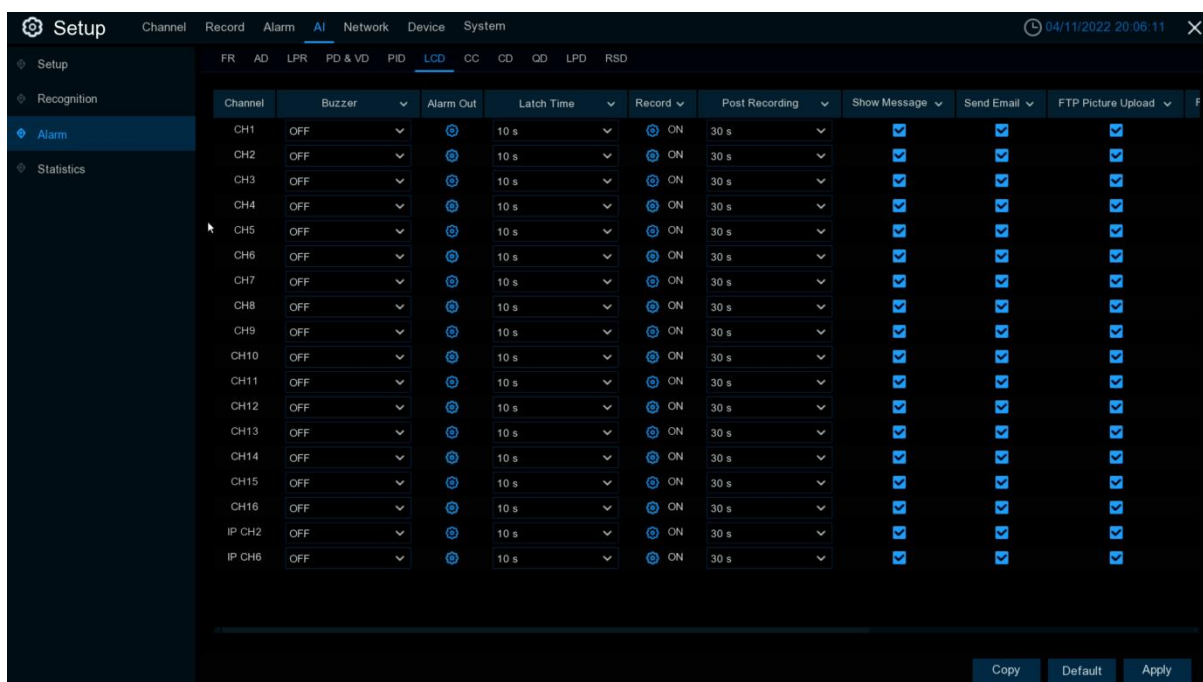 Setup Channel Record Alarm AI Network Device System 04/11/2022 20:06:11
Setup
Recognition
Alarm
Statistics
FR AD LPR PD & VD PID LCD CC CD QD LPD RSD
Channel Buzzer Alarm Out Latch Time Record Post Recording Show Message Send Email FTP Picture Upload F
CH1 OFF 10 s ON 30 s
CH2 OFF 10 s ON 30 s
CH3 OFF 10 s ON 30 s
CH4 OFF 10 s ON 30 s
CH5 OFF 10 s ON 30 s
CH6 OFF 10 s ON 30 s
CH7 OFF 10 s ON 30 s
CH8 OFF 10 s ON 30 s
CH9 OFF 10 s ON 30 s
CH10 OFF 10 s ON 30 s
CH11 OFF 10 s ON 30 s
CH12 OFF 10 s ON 30 s
CH13 OFF 10 s ON 30 s
CH14 OFF 10 s ON 30 s
CH15 OFF 10 s ON 30 s
CH16 OFF 10 s ON 30 s
IP CH2 OFF 10 s ON 30 s
IP CH6 OFF 10 s ON 30 s
Copy Default Apply